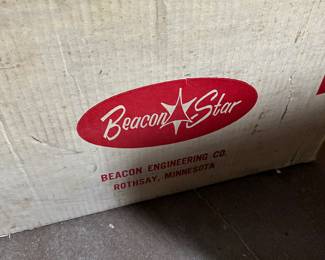 Beacon Star
BEACON ENGINEERING CO.
ROTHSAY, MINNESOTA